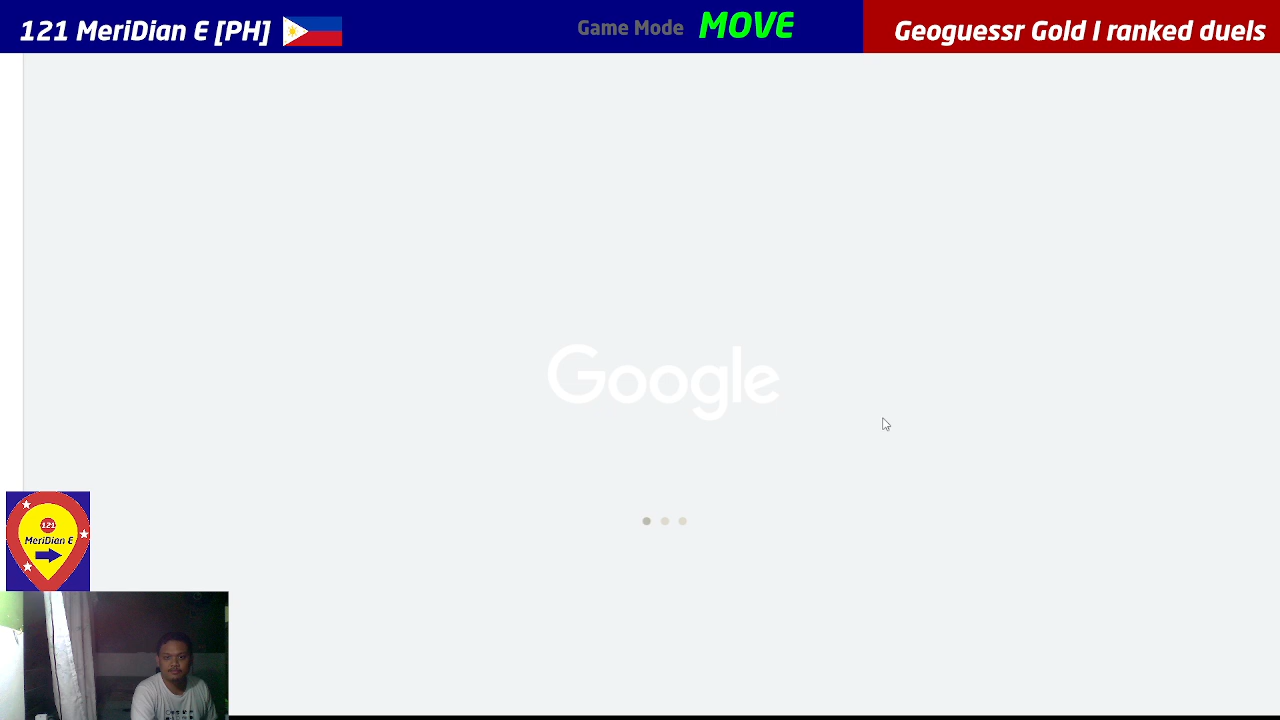 121 MeriDian E [PH]
Game Mode MOVE
Geoguessr Gold I ranked duels
Google
121
MeriDian E